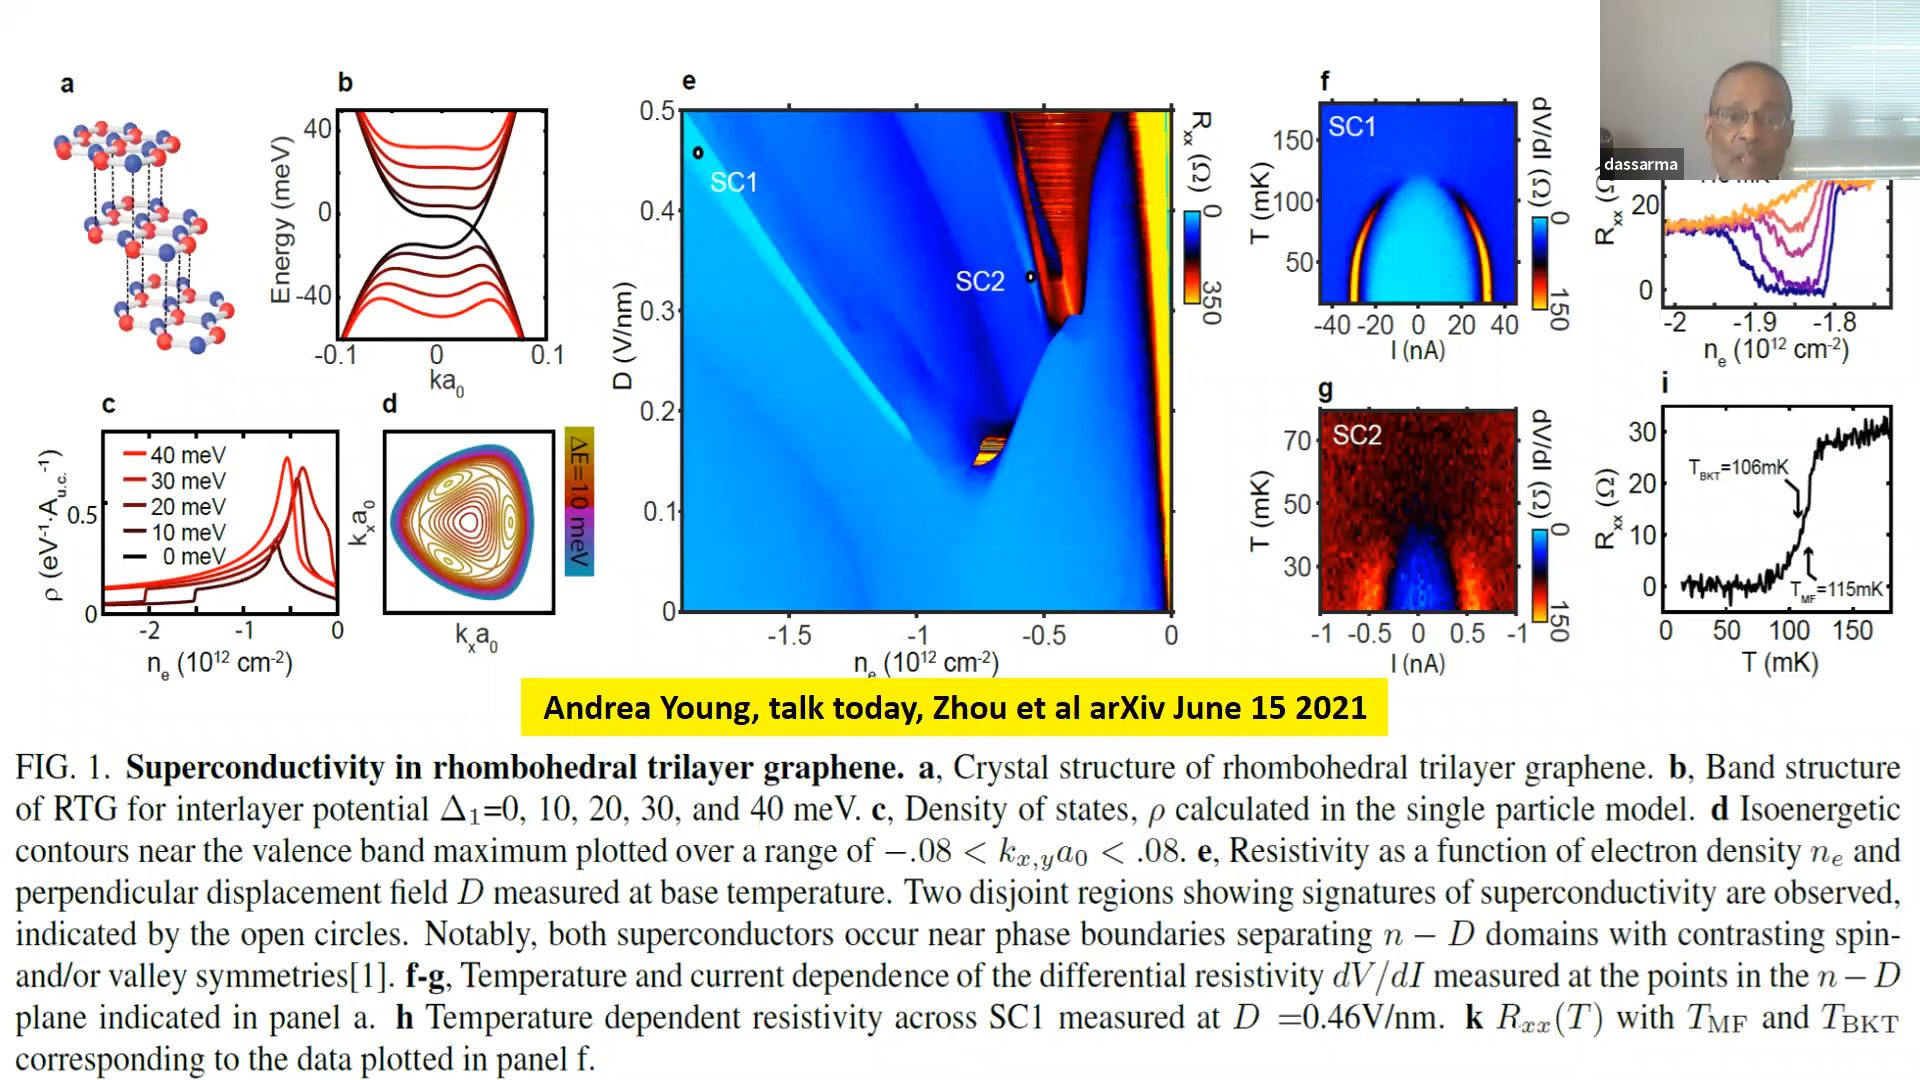 a
b
Energy (meV)
40
0
-40
-0.1
0
0.1
ka0
c
40 meV
30 meV
20 meV
10 meV
0 meV
ρ (eV⁻¹·A_u.c.⁻¹)
0.5
0
-2
-1
0
nₑ (10¹² cm⁻²)
d
ΔE=10 meV
kₓa₀
kₓa₀
e
0.5
0.4
0.3
0.2
0.1
0
D (V/nm)
SC1
SC2
-1.5
-1
-0.5
0
nₑ (10¹² cm⁻²)
Rₓₓ (Ω)
0
350
f
SC1
T (mK)
150
100
50
-40 -20 0 20 40
I (nA)
dV/dI (Ω)
0
150
g
SC2
T (mK)
70
50
30
-1 -0.5 0 0.5 -1
I (nA)
dV/dI (Ω)
0
150
dassarma
Rₓₓ (Ω)
20
0
-2 -1.9 -1.8
nₑ (10¹² cm⁻²)
i
Rₓₓ (Ω)
30
20
10
0
T_BKT=106mK
T_MF=115mK
0 50 100 150
T (mK)
Andrea Young, talk today, Zhou et al arXiv June 15 2021
FIG. 1. Superconductivity in rhombohedral trilayer graphene. a, Crystal structure of rhombohedral trilayer graphene. b, Band structure
of RTG for interlayer potential Δ₁=0, 10, 20, 30, and 40 meV. c, Density of states, ρ calculated in the single particle model. d Isoenergetic
contours near the valence band maximum plotted over a range of −.08 < kₓ,ᵧa₀ < .08. e, Resistivity as a function of electron density nₑ and
perpendicular displacement field D measured at base temperature. Two disjoint regions showing signatures of superconductivity are observed,
indicated by the open circles. Notably, both superconductors occur near phase boundaries separating n − D domains with contrasting spin-
and/or valley symmetries[1]. f-g, Temperature and current dependence of the differential resistivity dV/dI measured at the points in the n − D
plane indicated in panel a. h Temperature dependent resistivity across SC1 measured at D =0.46V/nm. k Rₓₓ(T) with T_MF and T_BKT
corresponding to the data plotted in panel f.